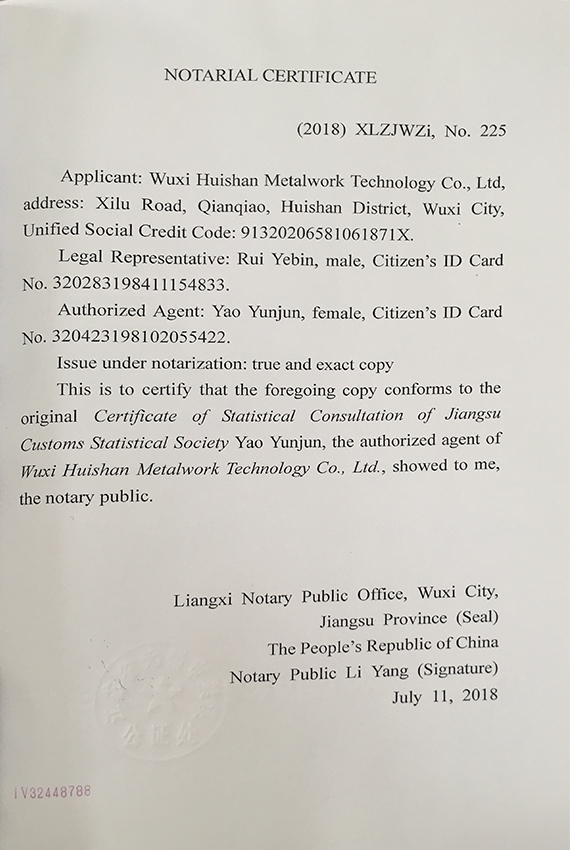 NOTARIAL CERTIFICATE
(2018) XLZJWZi, No. 225
Applicant: Wuxi Huishan Metalwork Technology Co., Ltd,
address: Xilu Road, Qianqiao, Huishan District, Wuxi City,
Unified Social Credit Code: 91320206581061871X.
Legal Representative: Rui Yebin, male, Citizen's ID Card
No. 320283198411154833.
Authorized Agent: Yao Yunjun, female, Citizen's ID Card
No. 320423198102055422.
Issue under notarization: true and exact copy
This is to certify that the foregoing copy conforms to the
original Certificate of Statistical Consultation of Jiangsu
Customs Statistical Society Yao Yunjun, the authorized agent of
Wuxi Huishan Metalwork Technology Co., Ltd., showed to me,
the notary public.
Liangxi Notary Public Office, Wuxi City,
Jiangsu Province (Seal)
The People's Republic of China
Notary Public Li Yang (Signature)
July 11, 2018
公证处
IV32448788